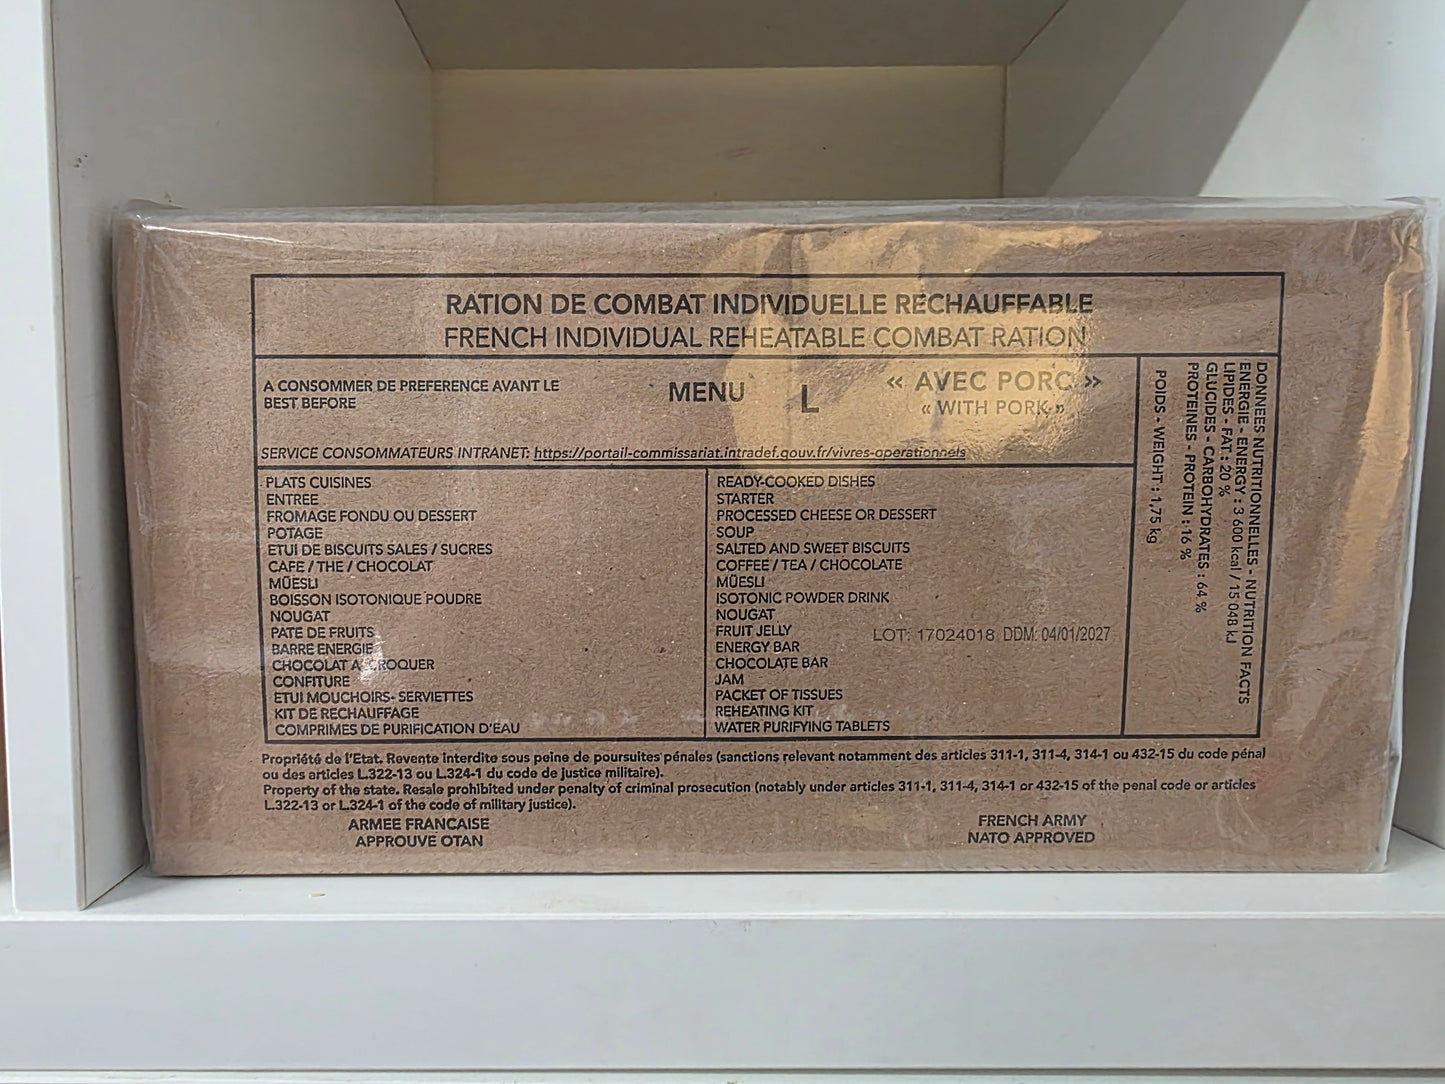 RATION DE COMBAT INDIVIDUELLE RECHAUFFABLE
FRENCH INDIVIDUAL REHEATABLE COMBAT RATION
A CONSOMMER DE PREFERENCE AVANT LE
BEST BEFORE
MENU L « AVEC PORC »
« WITH PORK »
SERVICE CONSOMMATEURS INTRANET: https://portail-commissariat.intradef.gouv.fr/vivres-operationnels
PLATS CUISINES
ENTREE
FROMAGE FONDU OU DESSERT
POTAGE
ETUI DE BISCUITS SALES / SUCRES
CAFE / THE / CHOCOLAT
MÜESLI
BOISSON ISOTONIQUE POUDRE
NOUGAT
PATE DE FRUITS
BARRE ENERGIE
CHOCOLAT A CROQUER
CONFITURE
ETUI MOUCHOIRS- SERVIETTES
KIT DE RECHAUFFAGE
COMPRIMES DE PURIFICATION D'EAU
READY-COOKED DISHES
STARTER
PROCESSED CHEESE OR DESSERT
SOUP
SALTED AND SWEET BISCUITS
COFFEE / TEA / CHOCOLATE
MÜESLI
ISOTONIC POWDER DRINK
NOUGAT
FRUIT JELLY
ENERGY BAR
CHOCOLATE BAR
JAM
PACKET OF TISSUES
REHEATING KIT
WATER PURIFYING TABLETS
LOT: 17024018 DDM: 04/01/2027
DONNEES NUTRITIONNELLES - NUTRITION FACTS
ENERGIE - ENERGY : 3 600 kcal / 15 048 kJ
LIPIDES - FAT : 20 %
GLUCIDES - CARBOHYDRATES : 64 %
PROTEINES - PROTEIN : 16 %
POIDS - WEIGHT : 1,75 kg
Propriété de l'Etat. Revente interdite sous peine de poursuites pénales (sanctions relevant notamment des articles 311-1, 311-4, 314-1 ou 432-15 du code pénal
ou des articles L.322-13 ou L.324-1 du code de justice militaire).
Property of the state. Resale prohibited under penalty of criminal prosecution (notably under articles 311-1, 311-4, 314-1 or 432-15 of the penal code or articles
L.322-13 or L.324-1 of the code of military justice).
ARMEE FRANCAISE
APPROUVE OTAN
FRENCH ARMY
NATO APPROVED